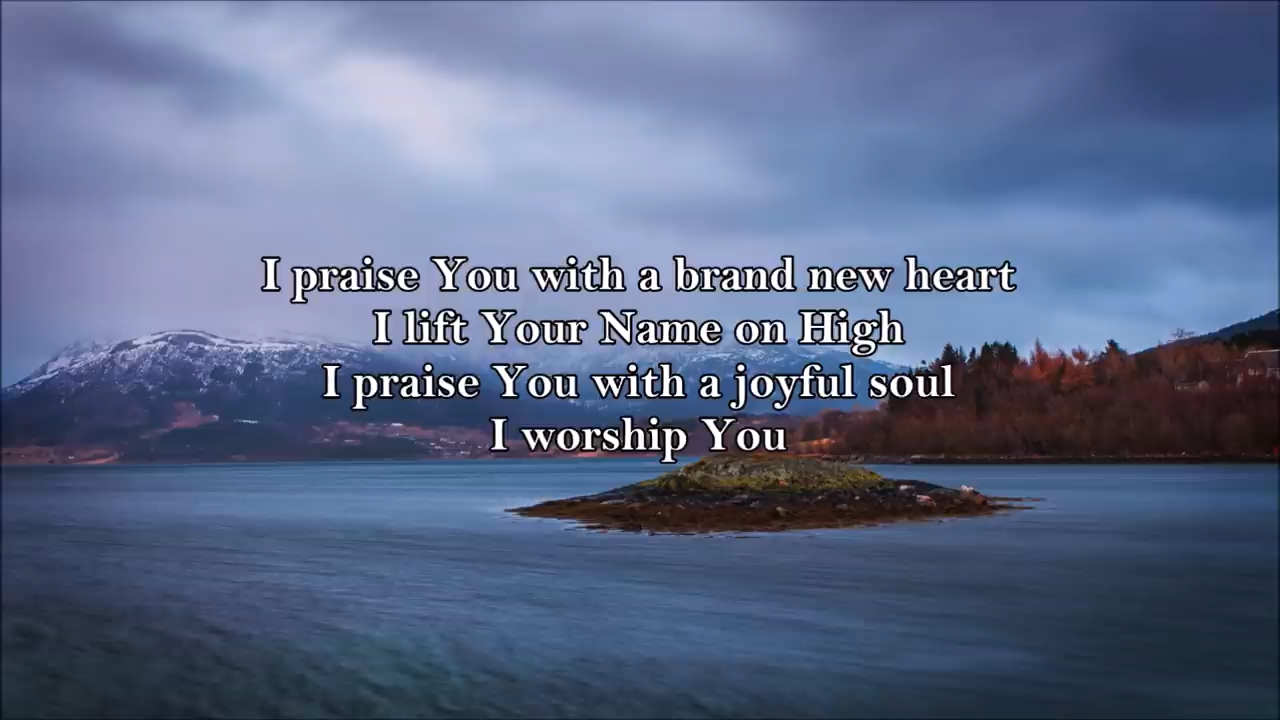 I praise You with a brand new heart
I lift Your Name on High
I praise You with a joyful soul
I worship You